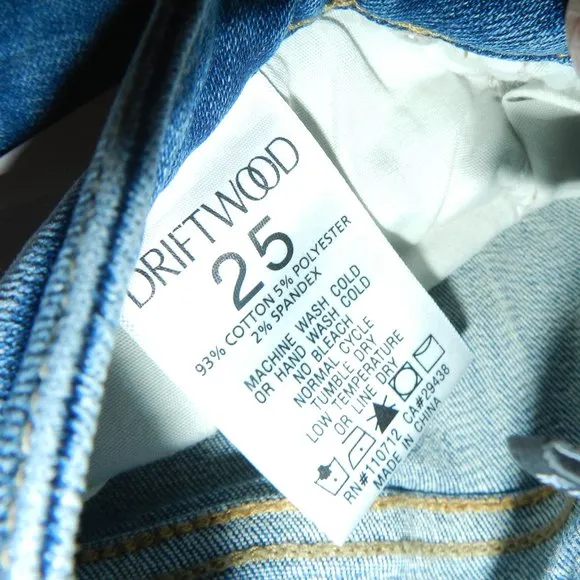 DRIFTWOOD
25
93% COTTON 5% POLYESTER
2% SPANDEX
MACHINE WASH COLD
OR HAND WASH COLD
NO BLEACH
NORMAL CYCLE
TUMBLE DRY
LOW TEMPERATURE
OR LINE DRY
RN#110712 CA#29438
MADE IN CHINA